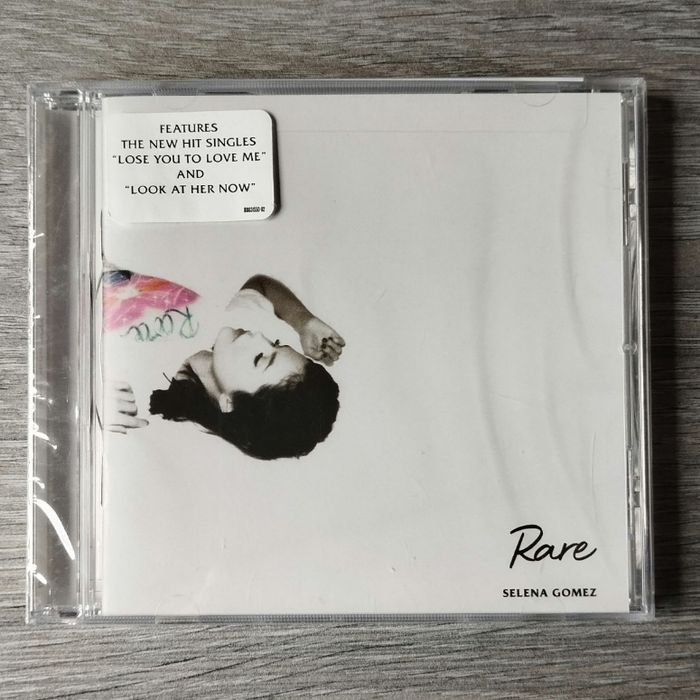 FEATURES
THE NEW HIT SINGLES
"LOSE YOU TO LOVE ME"
AND
"LOOK AT HER NOW"
Rare
Rare
SELENA GOMEZ